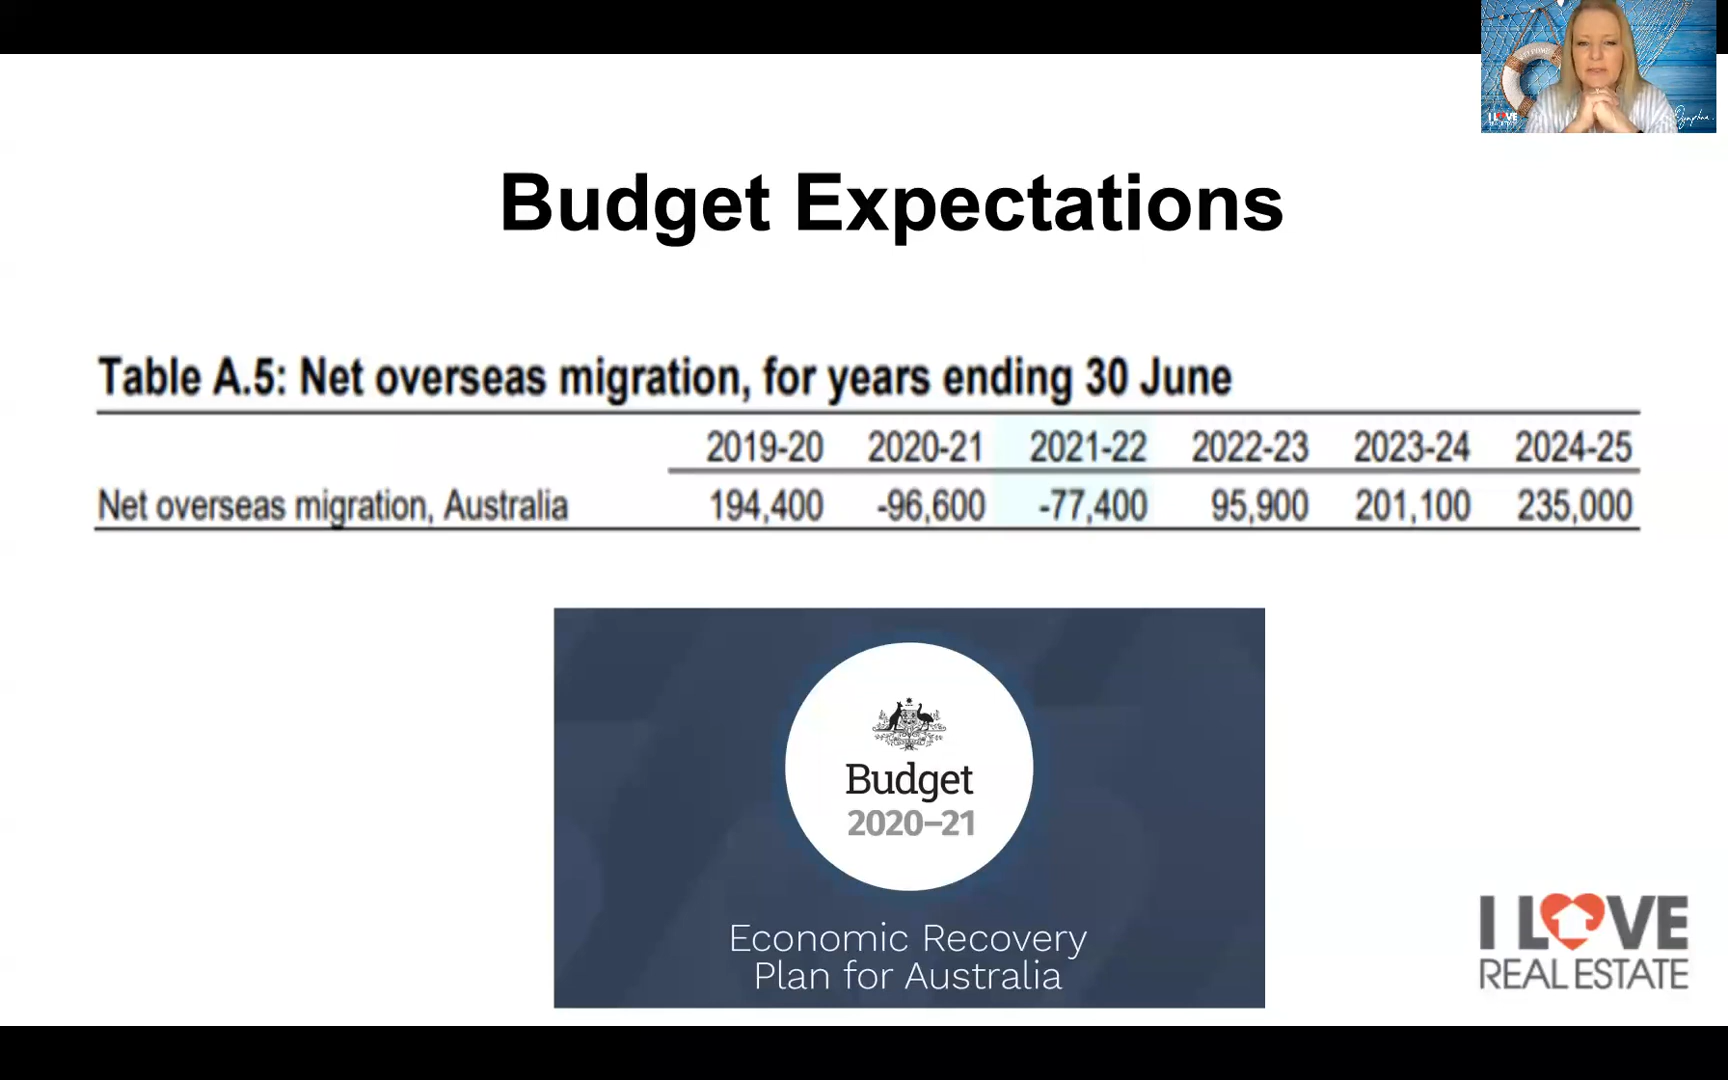 Budget Expectations
Table A.5: Net overseas migration, for years ending 30 June
2019-20 2020-21 2021-22 2022-23 2023-24 2024-25
Net overseas migration, Australia 194,400 -96,600 -77,400 95,900 201,100 235,000
Budget
2020–21
Economic Recovery
Plan for Australia
I LOVE
REAL ESTATE
I LOVE